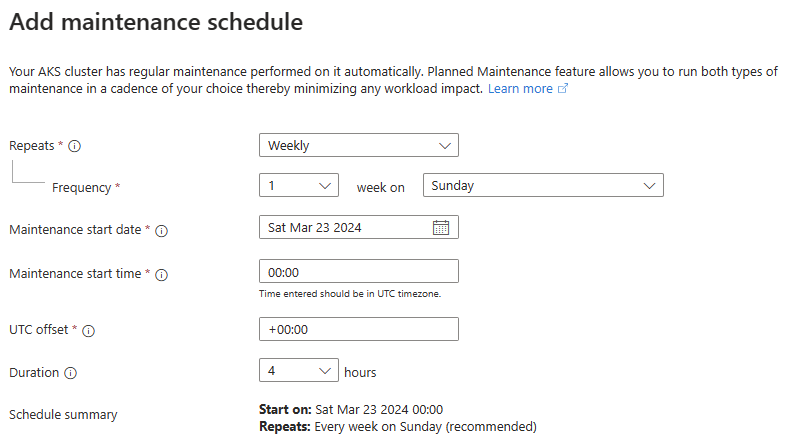 Add maintenance schedule
Your AKS cluster has regular maintenance performed on it automatically. Planned Maintenance feature allows you to run both types of
maintenance in a cadence of your choice thereby minimizing any workload impact. Learn more
Repeats *
Weekly
Frequency *
1
week on
Sunday
Maintenance start date *
Sat Mar 23 2024
Maintenance start time *
00:00
Time entered should be in UTC timezone.
UTC offset *
+00:00
Duration
4
hours
Schedule summary
Start on: Sat Mar 23 2024 00:00
Repeats: Every week on Sunday (recommended)